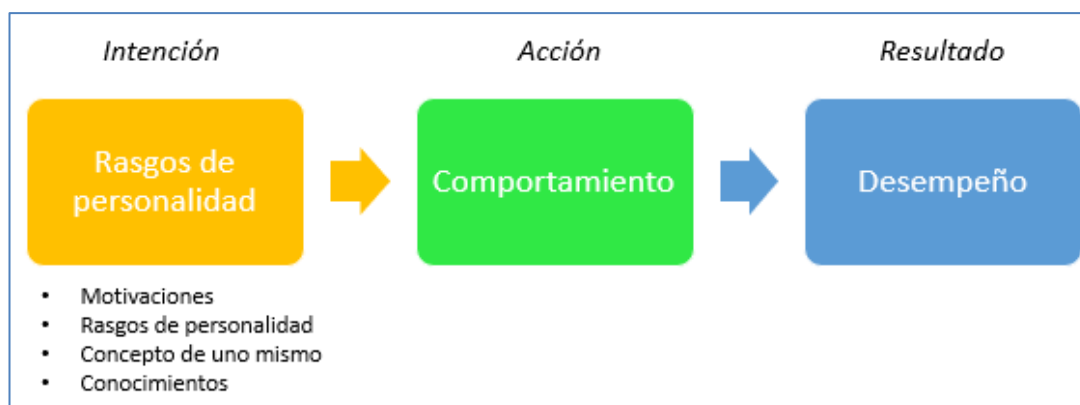 Intención
Acción
Resultado
Rasgos de
personalidad
Comportamiento
Desempeño
• Motivaciones
• Rasgos de personalidad
• Concepto de uno mismo
• Conocimientos